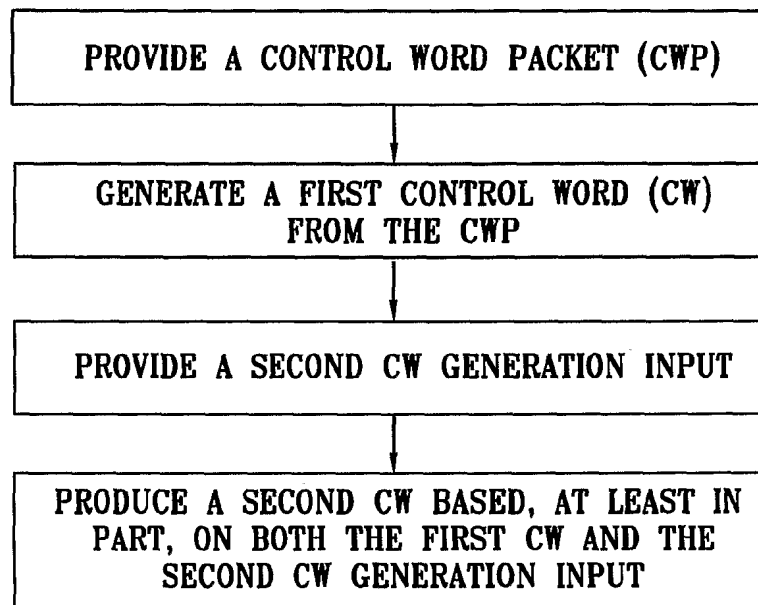 PROVIDE A CONTROL WORD PACKET (CWP)
GENERATE A FIRST CONTROL WORD (CW)
FROM THE CWP
PROVIDE A SECOND CW GENERATION INPUT
PRODUCE A SECOND CW BASED, AT LEAST IN
PART, ON BOTH THE FIRST CW AND THE
SECOND CW GENERATION INPUT